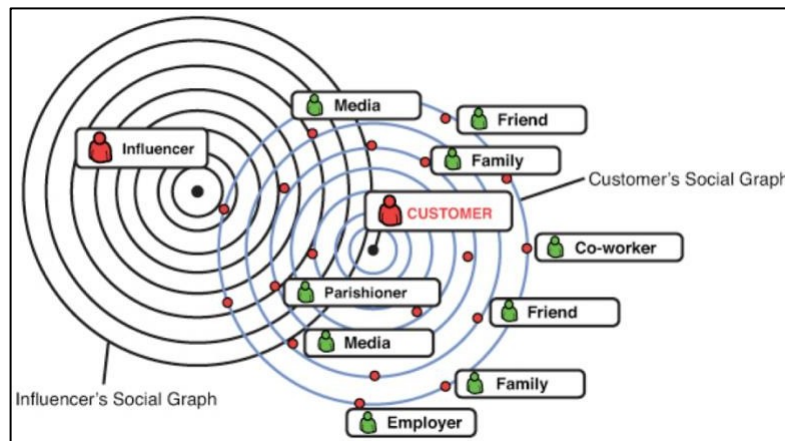 Media
Friend
Influencer
Family
Customer's Social Graph
CUSTOMER
Co-worker
Parishioner
Friend
Media
Family
Influencer's Social Graph
Employer